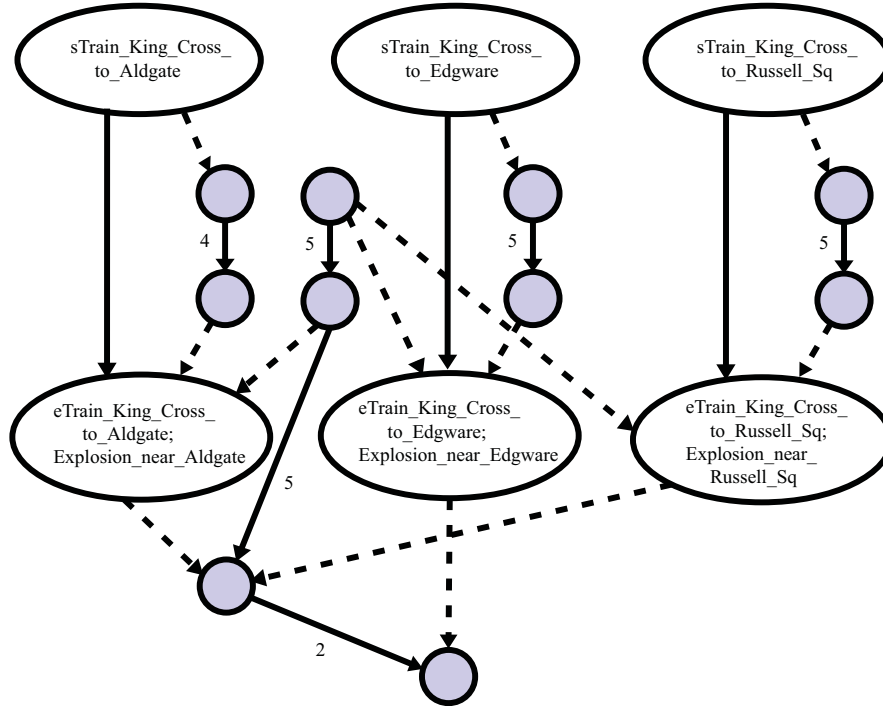 sTrain_King_Cross_
to_Aldgate
sTrain_King_Cross_
to_Edgware
sTrain_King_Cross_
to_Russell_Sq
4
5
5
5
eTrain_King_Cross_
to_Aldgate;
Explosion_near_Aldgate
eTrain_King_Cross_
to_Edgware;
Explosion_near_Edgware
eTrain_King_Cross_
to_Russell_Sq;
Explosion_near_
Russell_Sq
5
2